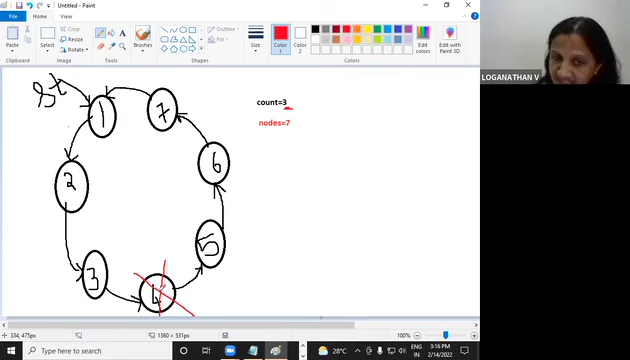 Untitled - Paint
File Home View
Paste
Clipboard
Select
Crop
Resize
Rotate
Image
Tools
Brushes
Shapes
Outline
Fill
Size
Color 1
Color 2
Colors
Edit colors
Edit with Paint 3D
LOGANATHAN V
St
1
7
count=3
nodes=7
2
6
5
3
4
334, 475px
1360 × 531px
100%
Type here to search
28°C
ENG
IN
3:16 PM
2/14/2022